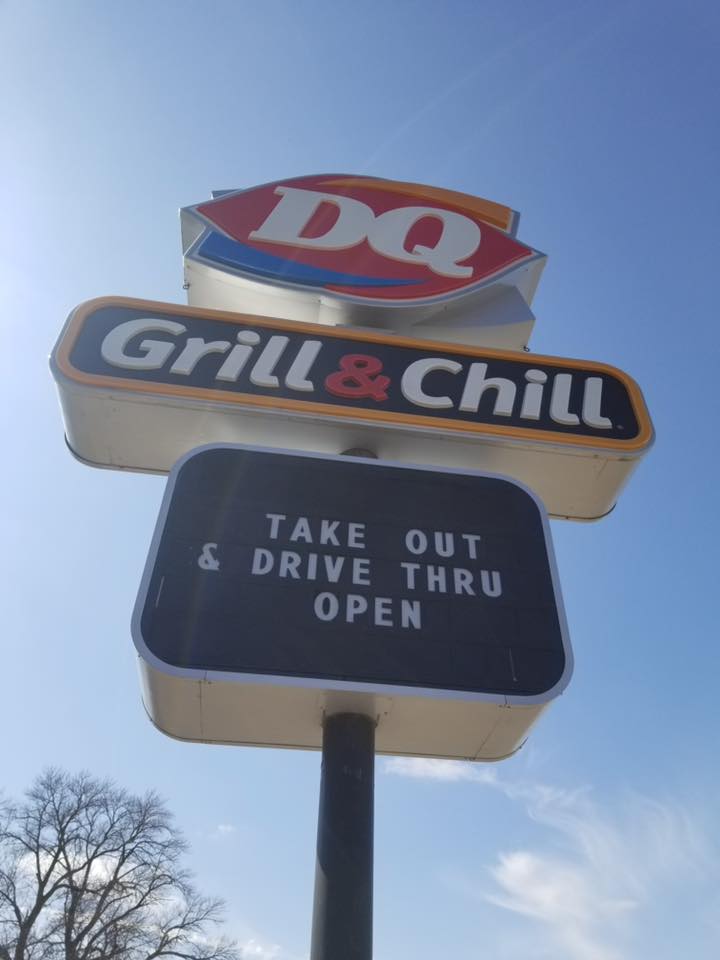 DQ
Grill & Chill
TAKE OUT
& DRIVE THRU
OPEN